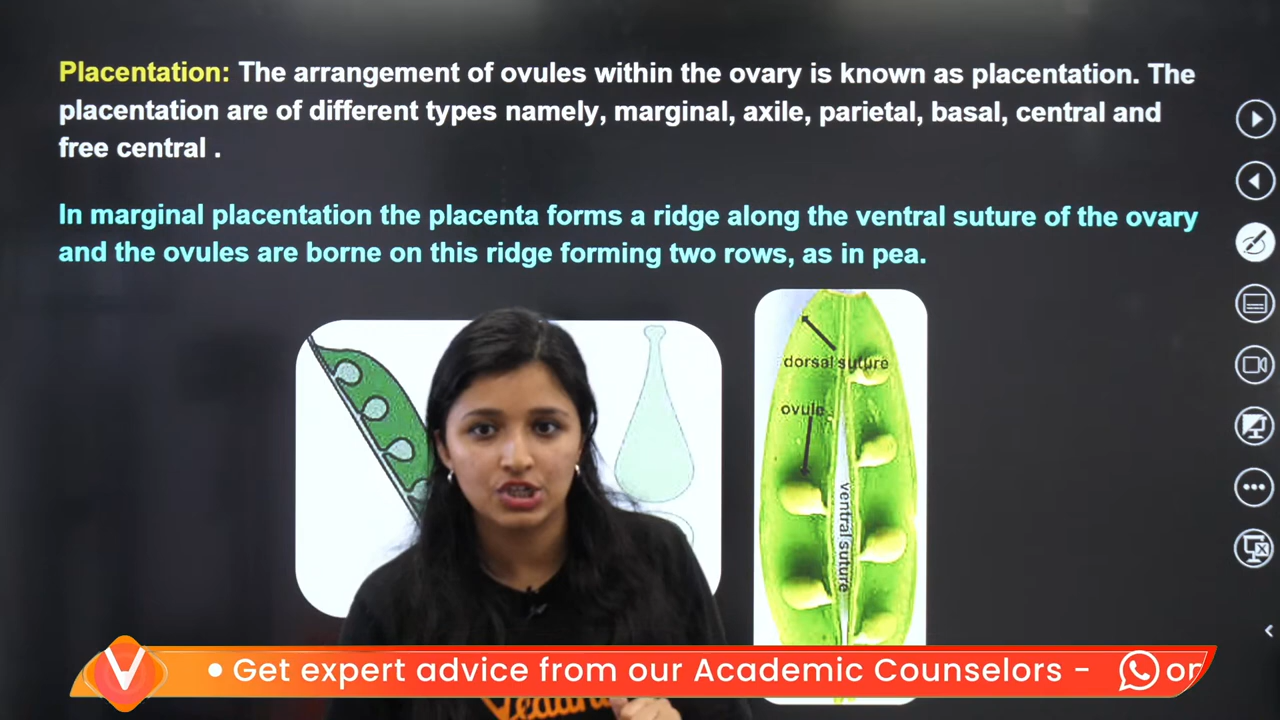 Placentation: The arrangement of ovules within the ovary is known as placentation. The
placentation are of different types namely, marginal, axile, parietal, basal, central and
free central .
In marginal placentation the placenta forms a ridge along the ventral suture of the ovary
and the ovules are borne on this ridge forming two rows, as in pea.
dorsal suture
ovule
ventral suture
V • Get expert advice from our Academic Counselors - on
Vedantu